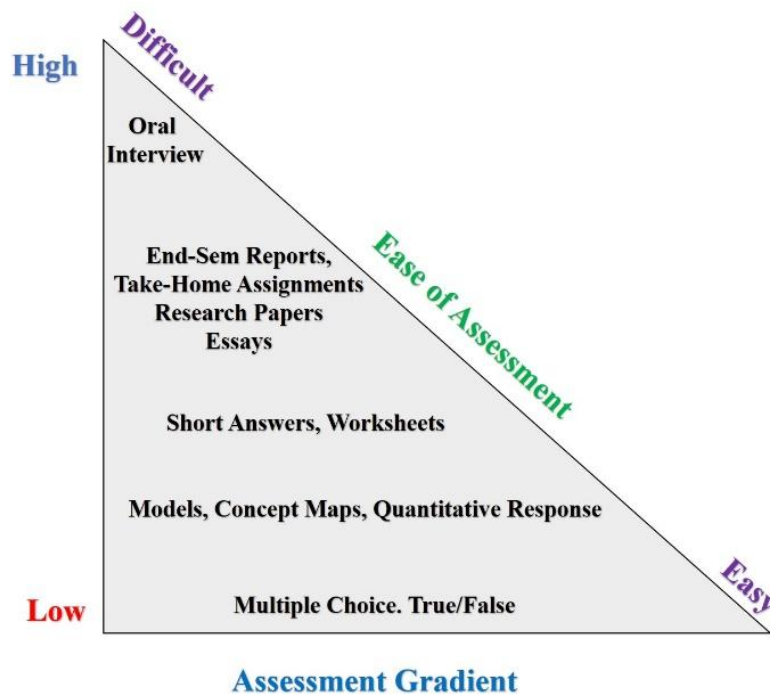 Difficult
High
Oral
Interview
Ease of Assessment
End-Sem Reports,
Take-Home Assignments
Research Papers
Essays
Short Answers, Worksheets
Models, Concept Maps, Quantitative Response
Easy
Low
Multiple Choice. True/False
Assessment Gradient